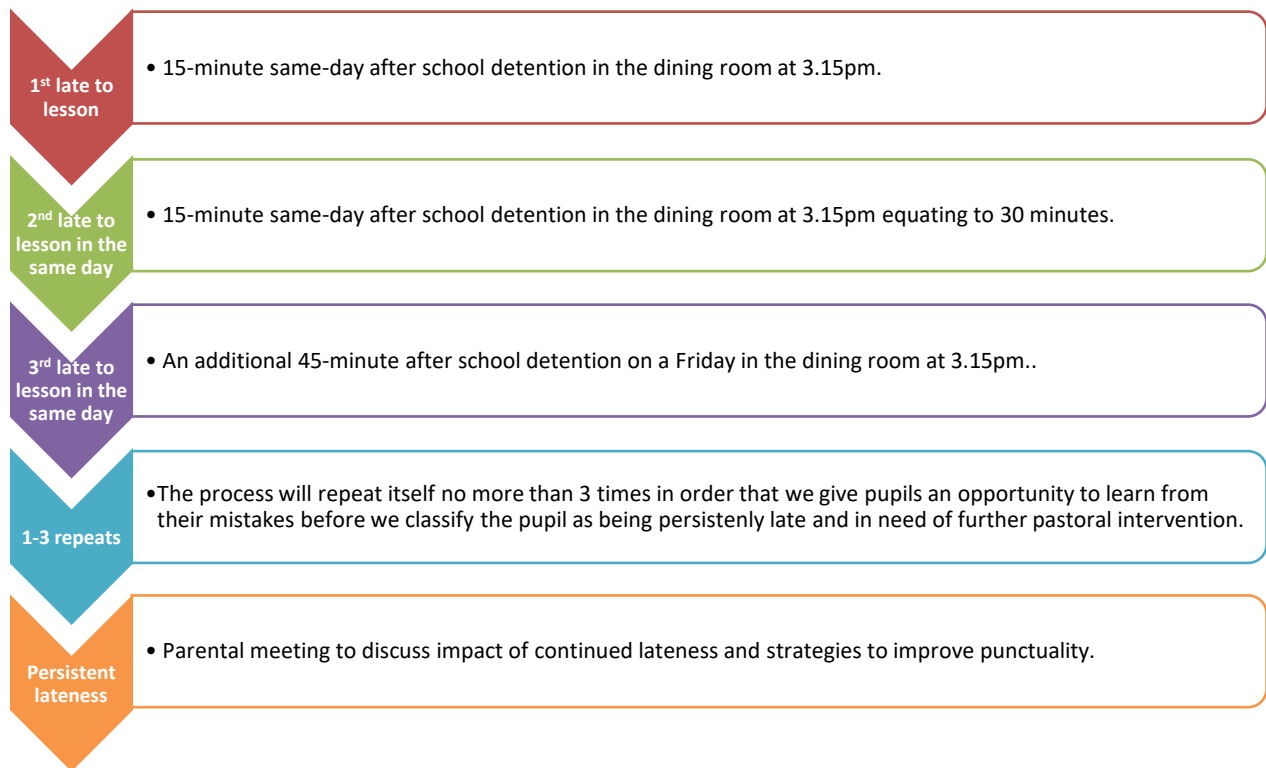 1st late to
lesson
• 15-minute same-day after school detention in the dining room at 3.15pm.
2nd late to
lesson in the
same day
• 15-minute same-day after school detention in the dining room at 3.15pm equating to 30 minutes.
3rd late to
lesson in the
same day
• An additional 45-minute after school detention on a Friday in the dining room at 3.15pm..
1-3 repeats
•The process will repeat itself no more than 3 times in order that we give pupils an opportunity to learn from
their mistakes before we classify the pupil as being persistenly late and in need of further pastoral intervention.
Persistent
lateness
• Parental meeting to discuss impact of continued lateness and strategies to improve punctuality.